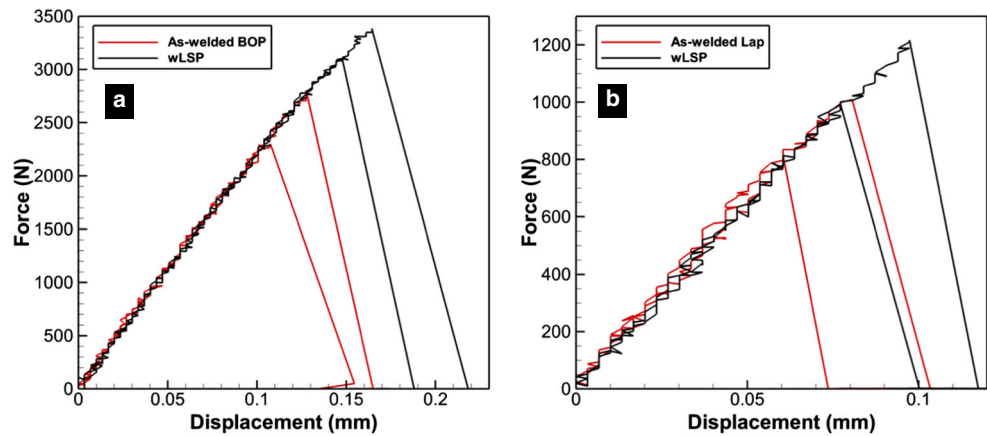 3500
3000
2500
2000
1500
1000
500
0
Force (N)
As-welded BOP
wLSP
a
0
0.05
0.1
0.15
0.2
Displacement (mm)
1200
1000
800
600
400
200
0
Force (N)
As-welded Lap
wLSP
b
0
0.05
0.1
Displacement (mm)